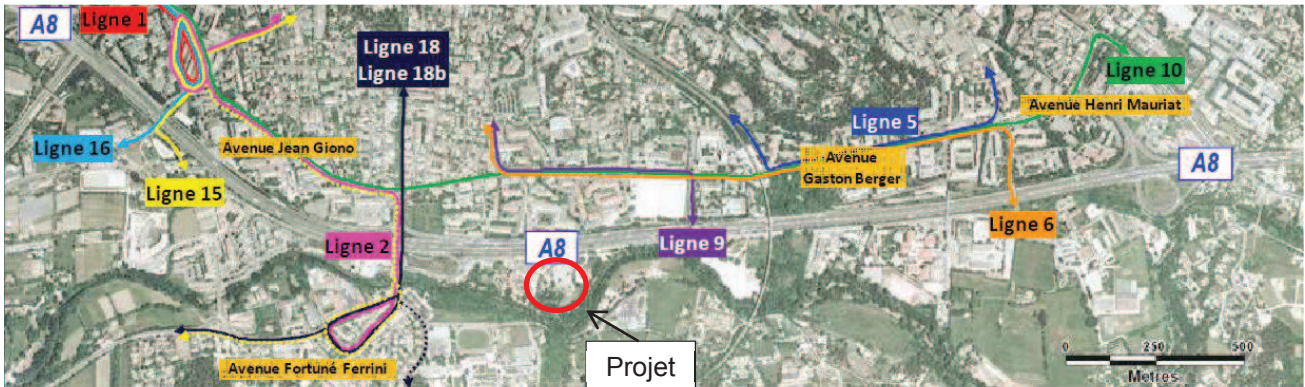 Ligne 1
A8
Ligne 18
Ligne 18b
Ligne 10
Avenue Henri Mauriat
Ligne 5
Ligne 16
Avenue Jean Giono
Avenue
Gaston Berger
A8
Ligne 15
Ligne 2
A8
Ligne 9
Ligne 6
Projet
Avenue Fortuné Ferrini
0 250 500
Metres